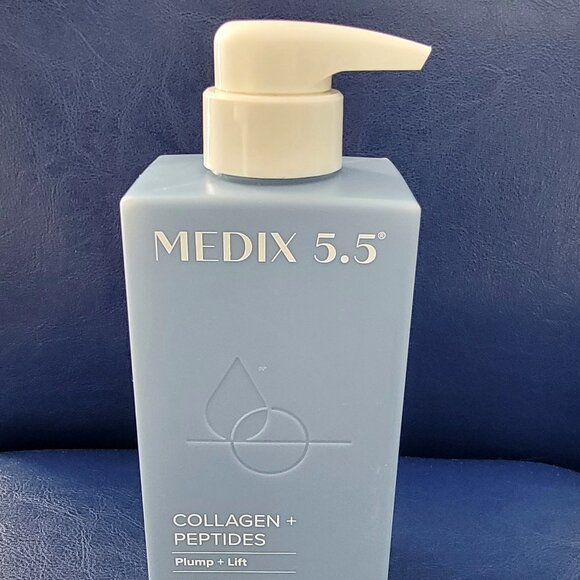 MEDIX 5.5®
COLLAGEN +
PEPTIDES
Plump + Lift